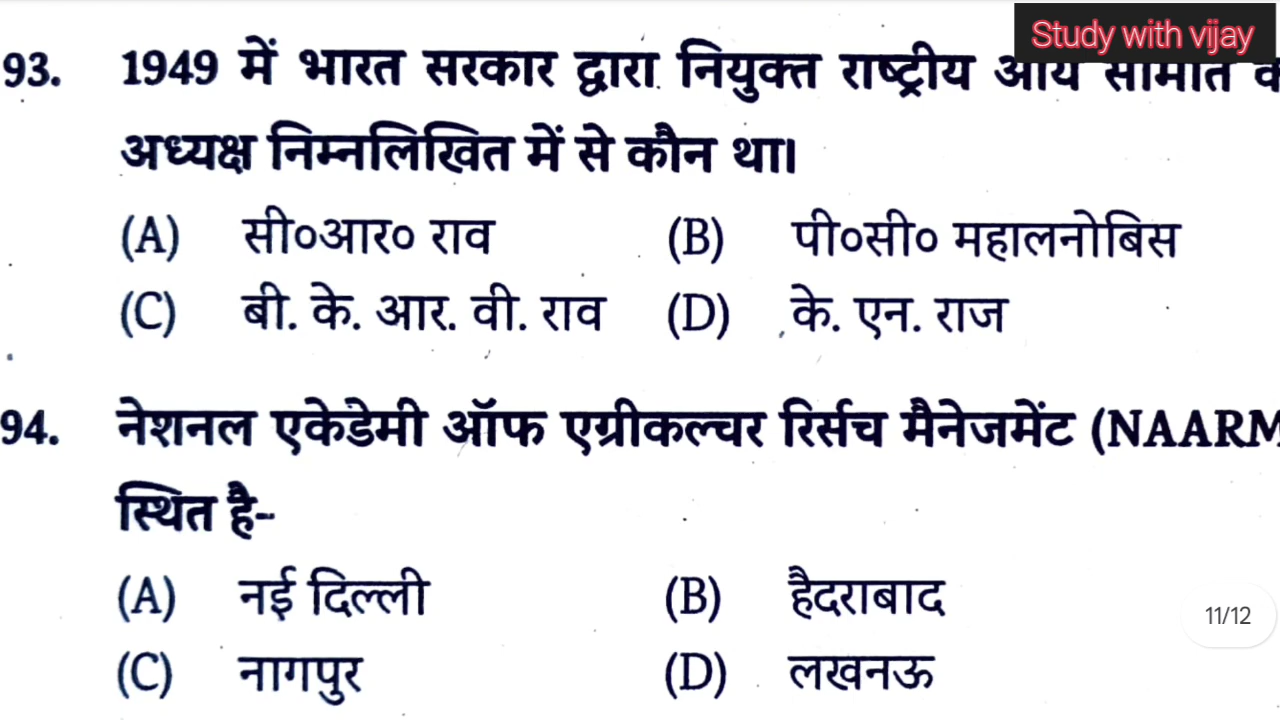 Study with vijay
93. 1949 में भारत सरकार द्वारा नियुक्त राष्ट्रीय आय समिति
अध्यक्ष निम्नलिखित में से कौन था।
(A) सी०आर० राव (B) पी०सी० महालनोबिस
(C) बी. के. आर. वी. राव (D) के. एन. राज
94. नेशनल एकेडेमी ऑफ एग्रीकल्चर रिर्सच मैनेजमेंट (NAARM
स्थित है-
(A) नई दिल्ली (B) हैदराबाद
11/12
(C) नागपुर (D) लखनऊ